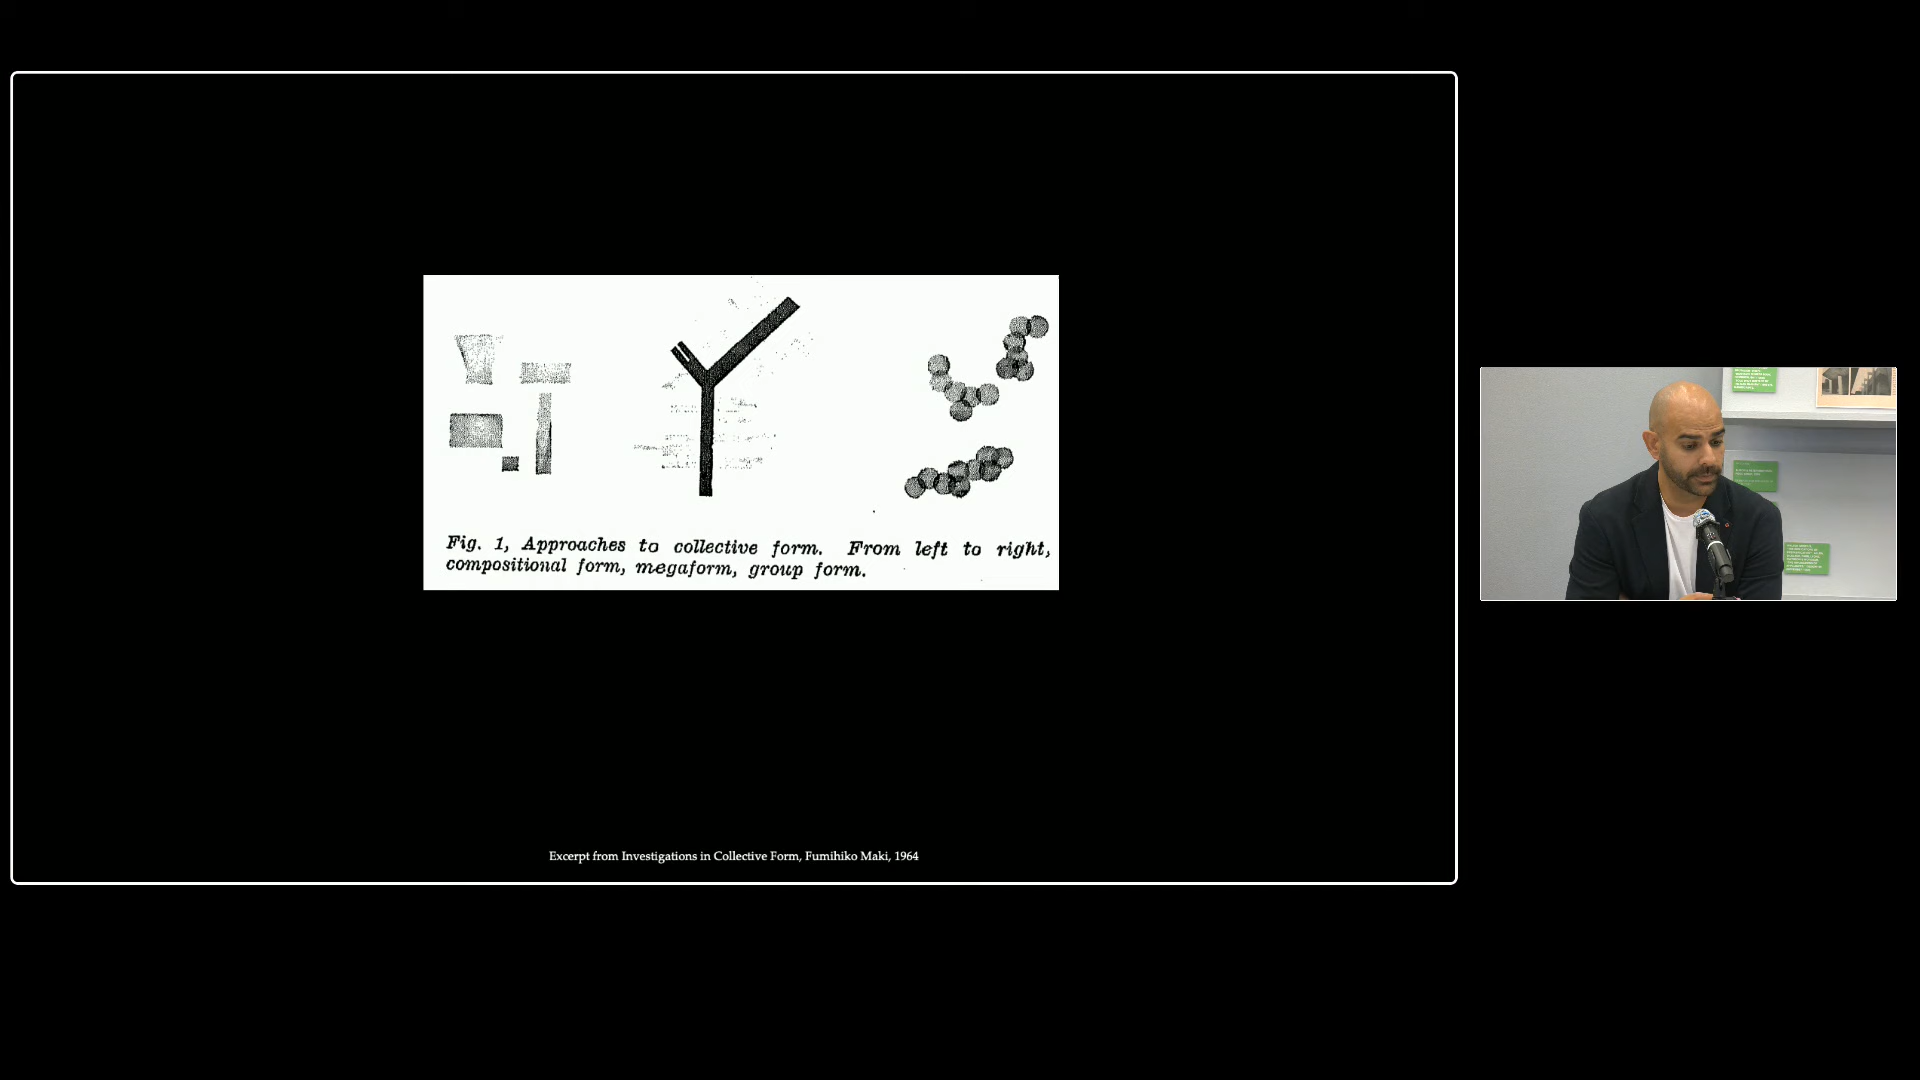 Fig. 1, Approaches to collective form. From left to right,
compositional form, megaform, group form.
Excerpt from Investigations in Collective Form, Fumihiko Maki, 1964